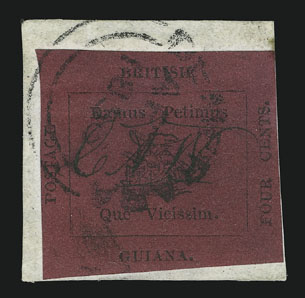 BRITISH
Damus Petimus
POSTAGE
FOUR CENTS.
Que Vicissim.
GUIANA.